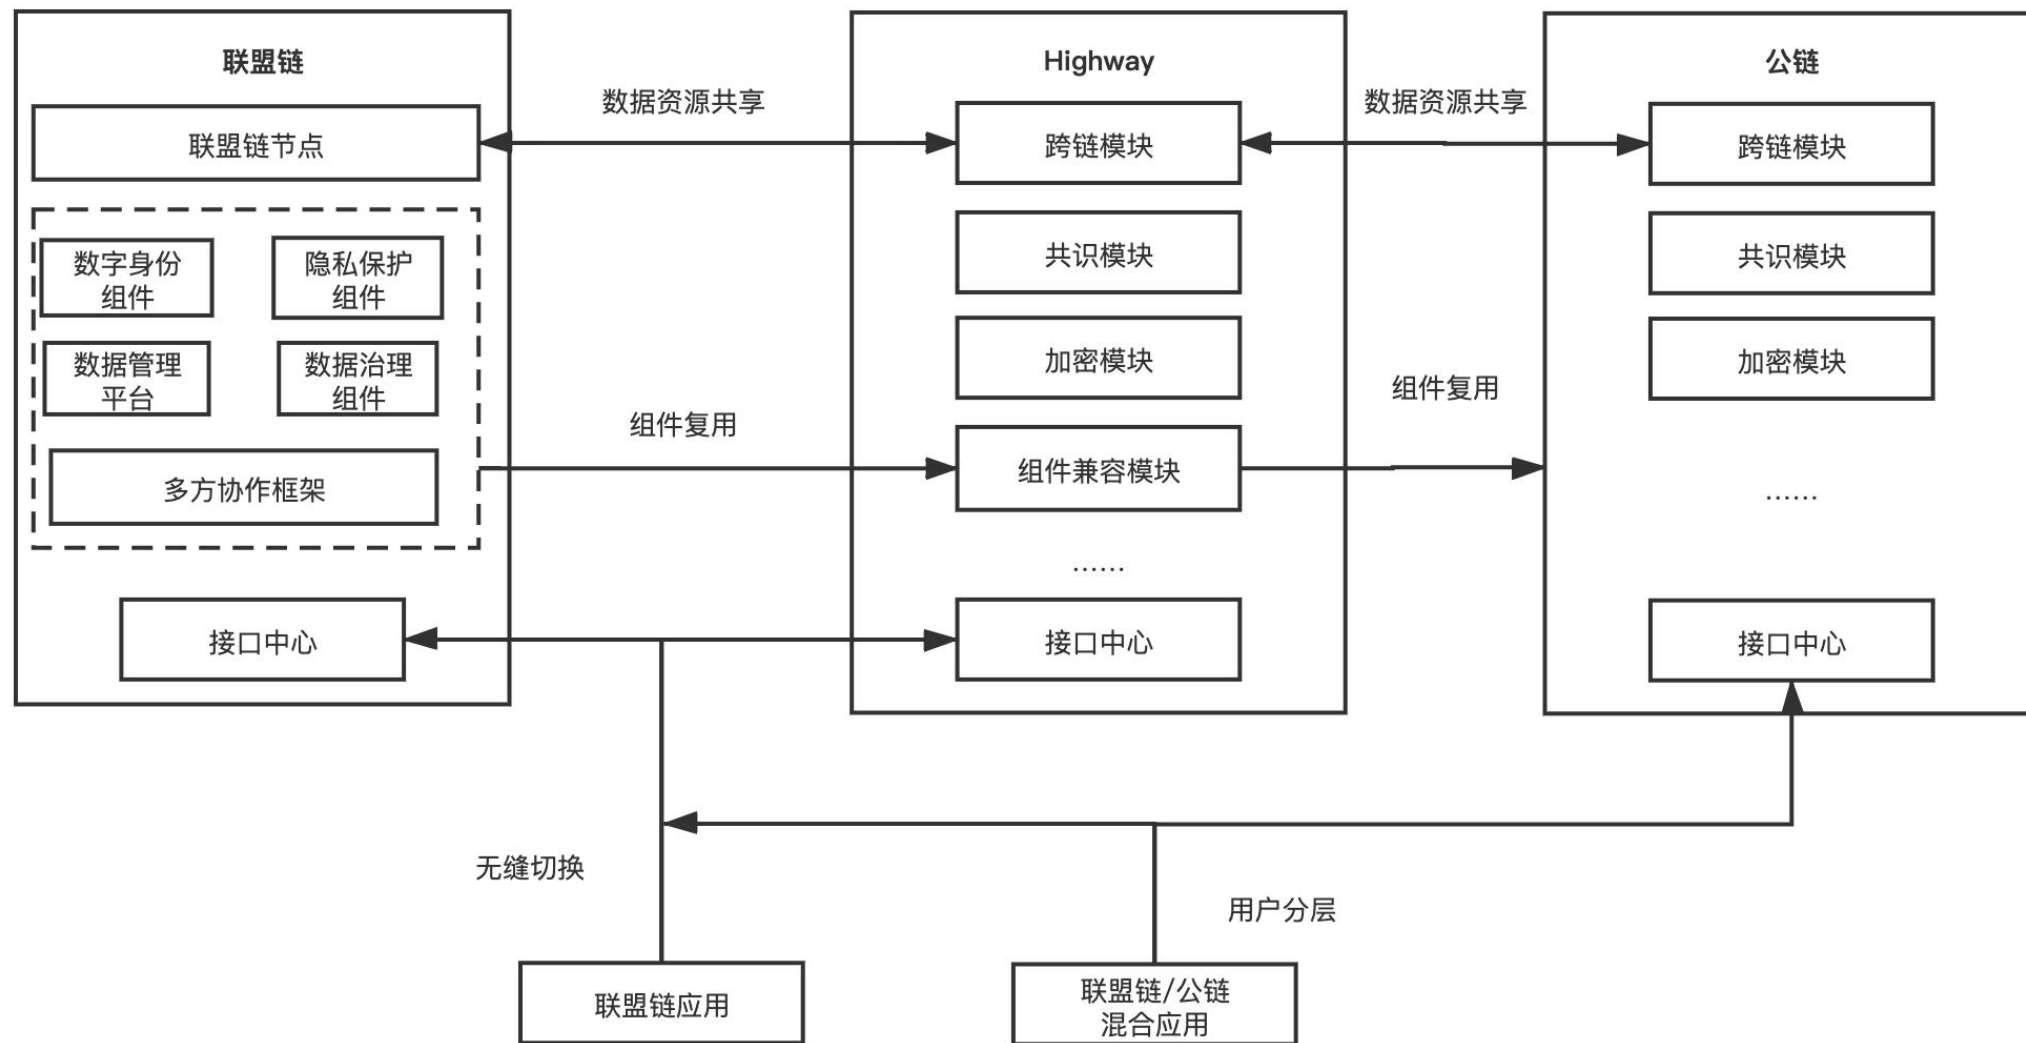 联盟链
联盟链节点
数字身份
组件
隐私保护
组件
数据管理
平台
数据治理
组件
多方协作框架
接口中心
数据资源共享
组件复用
Highway
跨链模块
共识模块
加密模块
组件兼容模块
......
接口中心
数据资源共享
组件复用
公链
跨链模块
共识模块
加密模块
......
接口中心
无缝切换
用户分层
联盟链应用
联盟链/公链
混合应用